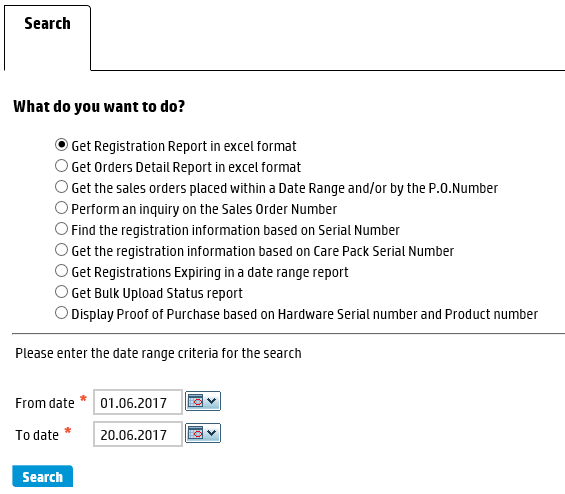 Search
What do you want to do?
Get Registration Report in excel format
Get Orders Detail Report in excel format
Get the sales orders placed within a Date Range and/or by the P.O.Number
Perform an inquiry on the Sales Order Number
Find the registration information based on Serial Number
Get the registration information based on Care Pack Serial Number
Get Registrations Expiring in a date range report
Get Bulk Upload Status report
Display Proof of Purchase based on Hardware Serial number and Product number
Please enter the date range criteria for the search
From date * 01.06.2017
To date * 20.06.2017
Search